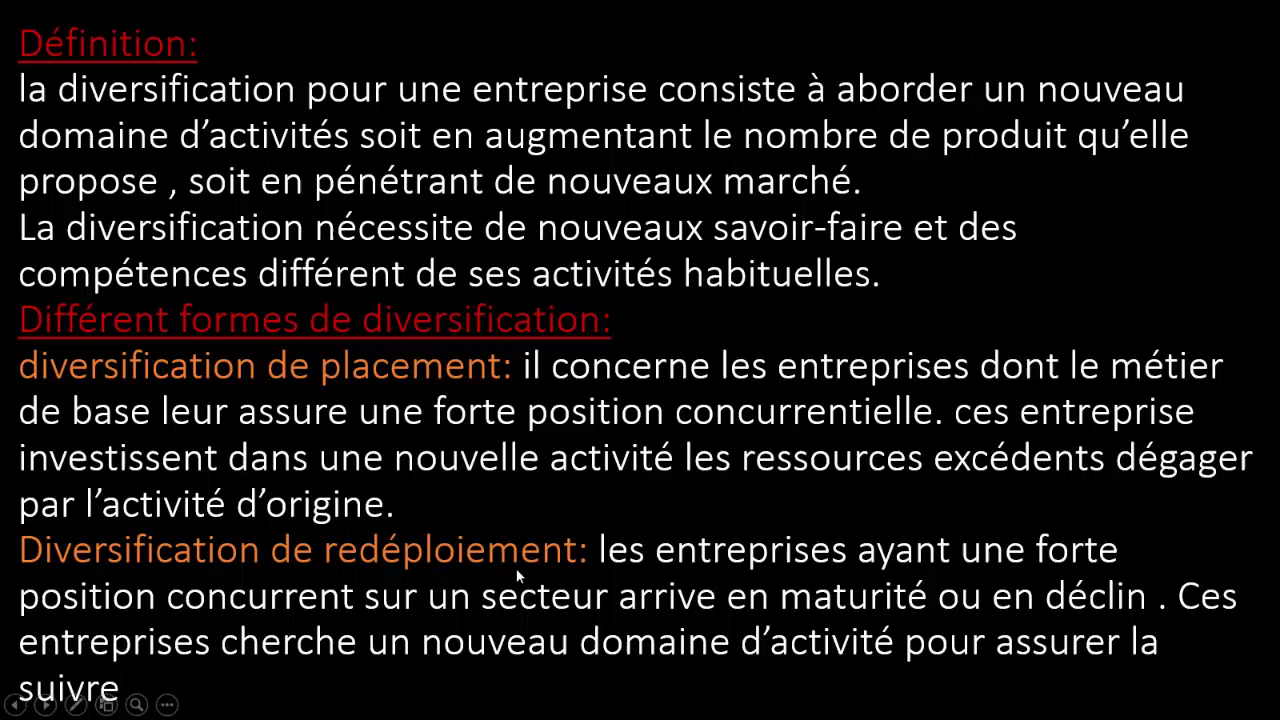 Définition:
la diversification pour une entreprise consiste à aborder un nouveau
domaine d’activités soit en augmentant le nombre de produit qu’elle
propose , soit en pénétrant de nouveaux marché.
La diversification nécessite de nouveaux savoir-faire et des
compétences différent de ses activités habituelles.
Différent formes de diversification:
diversification de placement: il concerne les entreprises dont le métier
de base leur assure une forte position concurrentielle. ces entreprise
investissent dans une nouvelle activité les ressources excédents dégager
par l’activité d’origine.
Diversification de redéploiement: les entreprises ayant une forte
position concurrent sur un secteur arrive en maturité ou en déclin . Ces
entreprises cherche un nouveau domaine d’activité pour assurer la
suivre